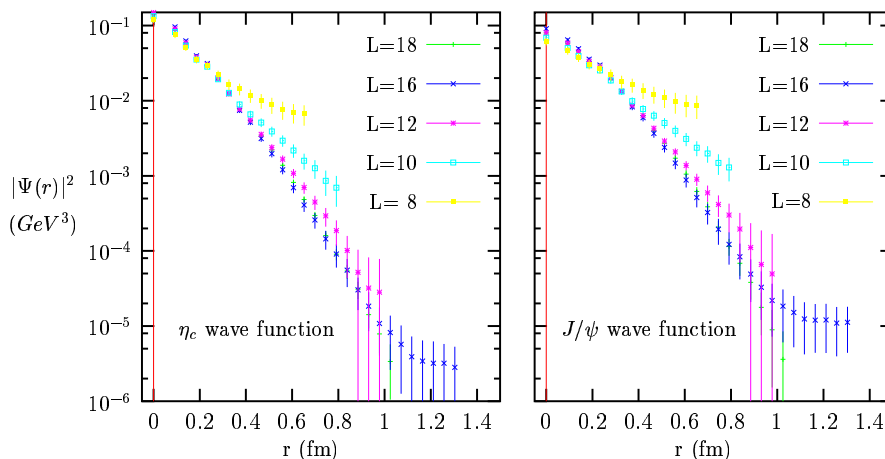 10⁻¹
10⁻²
10⁻³
10⁻⁴
10⁻⁵
10⁻⁶
|Ψ(r)|²
(GeV³)
L=18
L=16
L=12
L=10
L= 8
η_c wave function
0 0.2 0.4 0.6 0.8 1 1.2 1.4
r (fm)
L=18
L=16
L=12
L=10
L=8
J/ψ wave function
0 0.2 0.4 0.6 0.8 1 1.2 1.4
r (fm)